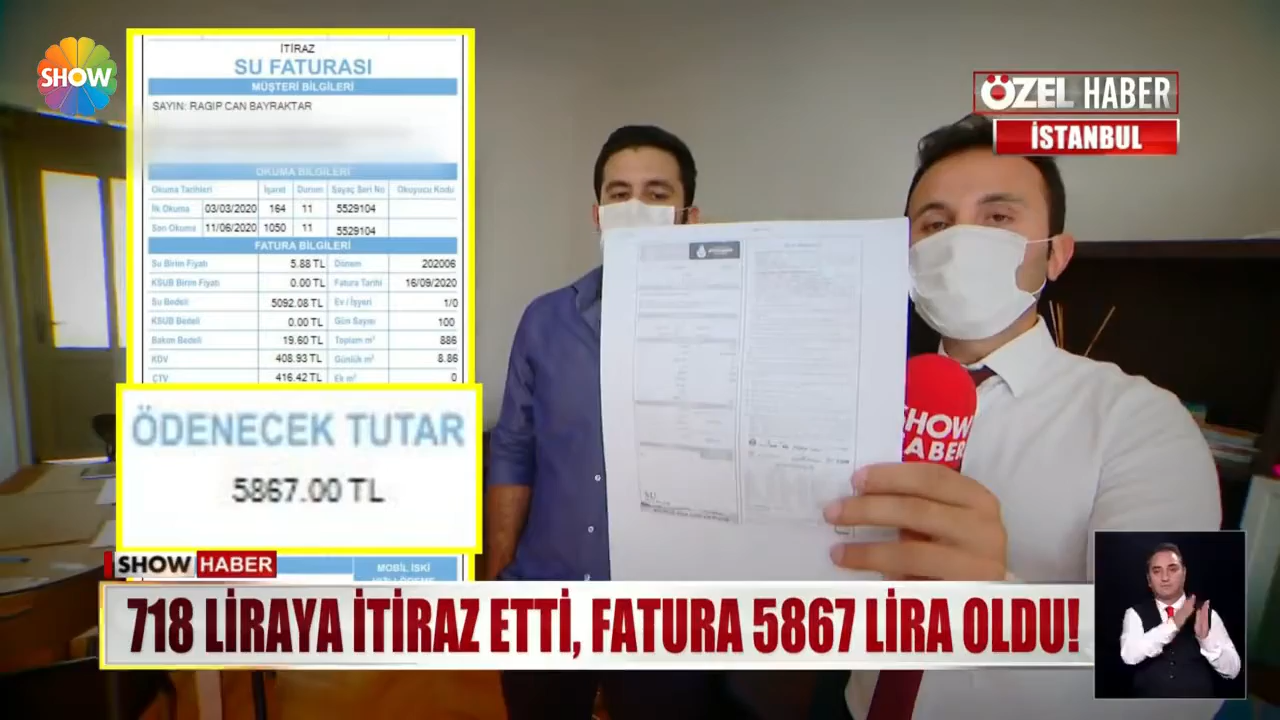 SHOW
İTİRAZ
SU FATURASI
MÜŞTERİ BİLGİLERİ
SAYIN: RAGIP CAN BAYRAKTAR
OKUMA BİLGİLERİ
Okuma Tarihleri İşaret Durum Sayaç Seri No Okuyucu Kodu
İlk Okuma 03/03/2020 164 11 5529104
Son Okuma 11/06/2020 1050 11 5529104
FATURA BİLGİLERİ
Su Birim Fiyatı 5.88 TL Dönem 202006
KSUB Birim Fiyatı 0.00 TL Fatura Tarihi 16/09/2020
Su Bedeli 5092.08 TL Ev / İşyeri 1/0
KSUB Bedeli 0.00 TL Gün Sayısı 100
Bakım Bedeli 19.60 TL Toplam m³ 886
KDV 408.93 TL Günlük m³ 8.86
ÇTV 416.42 TL Ek m³ 0
ÖDENECEK TUTAR
5867.00 TL
MOBİL İSKİ
HIZLI ÖDEME
ÖZEL HABER
İSTANBUL
SHOW
HABER
SHOW HABER
718 LİRAYA İTİRAZ ETTİ, FATURA 5867 LİRA OLDU!